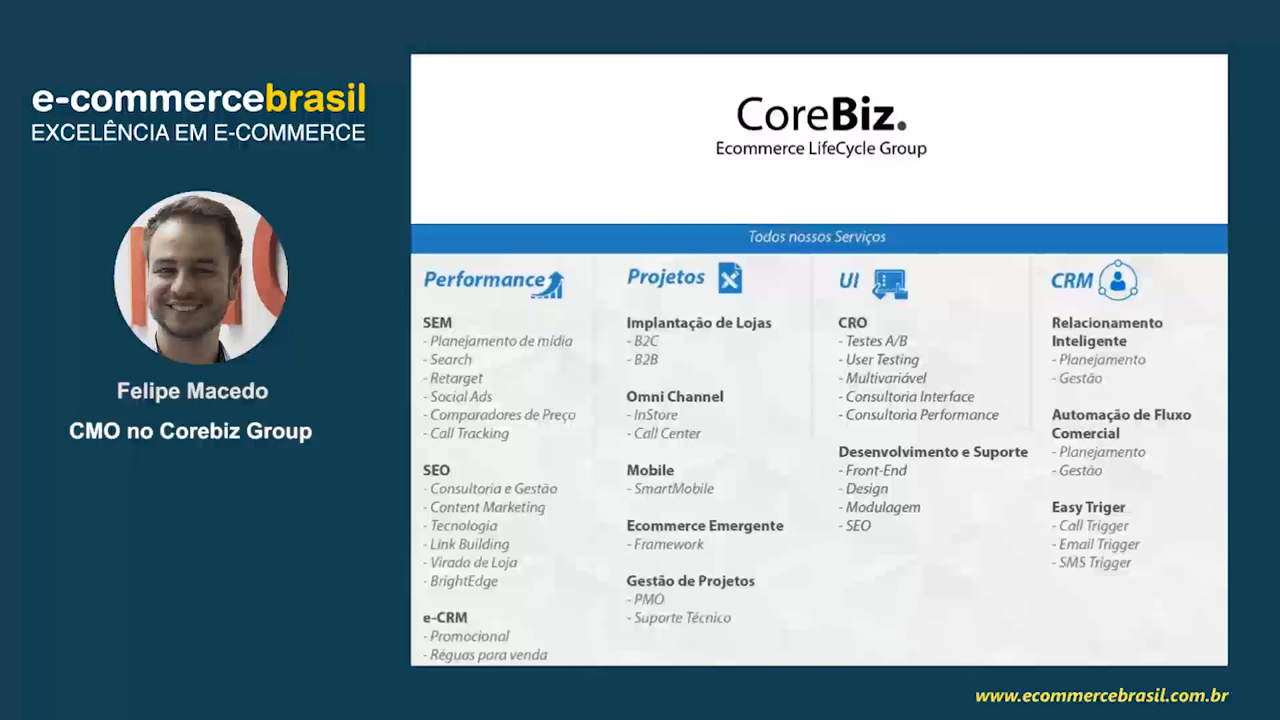 e-commercebrasil
EXCELÊNCIA EM E-COMMERCE
Felipe Macedo
CMO no Corebiz Group
CoreBiz.
Ecommerce LifeCycle Group
Todos nossos Serviços
Performance
SEM
- Planejamento de mídia
- Search
- Retarget
- Social Ads
- Comparadores de Preço
- Call Tracking
SEO
- Consultoria e Gestão
- Content Marketing
- Tecnologia
- Link Building
- Virada de Loja
- BrightEdge
e-CRM
- Promocional
- Réguas para venda
Projetos
Implantação de Lojas
- B2C
- B2B
Omni Channel
- InStore
- Call Center
Mobile
- SmartMobile
Ecommerce Emergente
- Framework
Gestão de Projetos
- PMO
- Suporte Técnico
UI
CRO
- Testes A/B
- User Testing
- Multivariável
- Consultoria Interface
- Consultoria Performance
Desenvolvimento e Suporte
- Front-End
- Design
- Modulagem
- SEO
CRM
Relacionamento
Inteligente
- Planejamento
- Gestão
Automação de Fluxo
Comercial
- Planejamento
- Gestão
Easy Triger
- Call Trigger
- Email Trigger
- SMS Trigger
www.ecommercebrasil.com.br